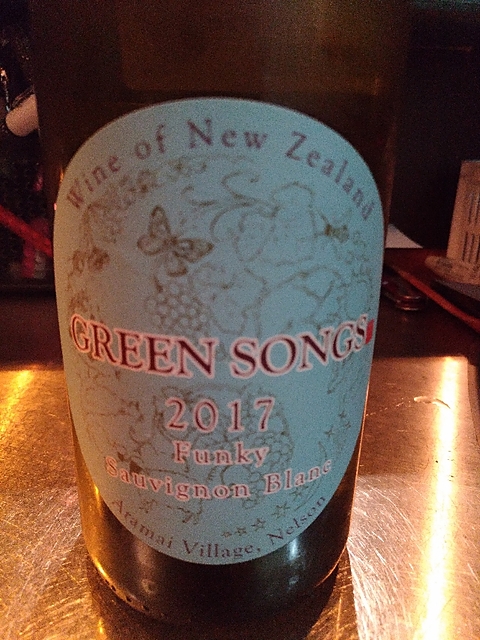 Wine of New Zealand
GREEN SONGS
2017
Funky
Sauvignon Blanc
Atamai Village, Nelson